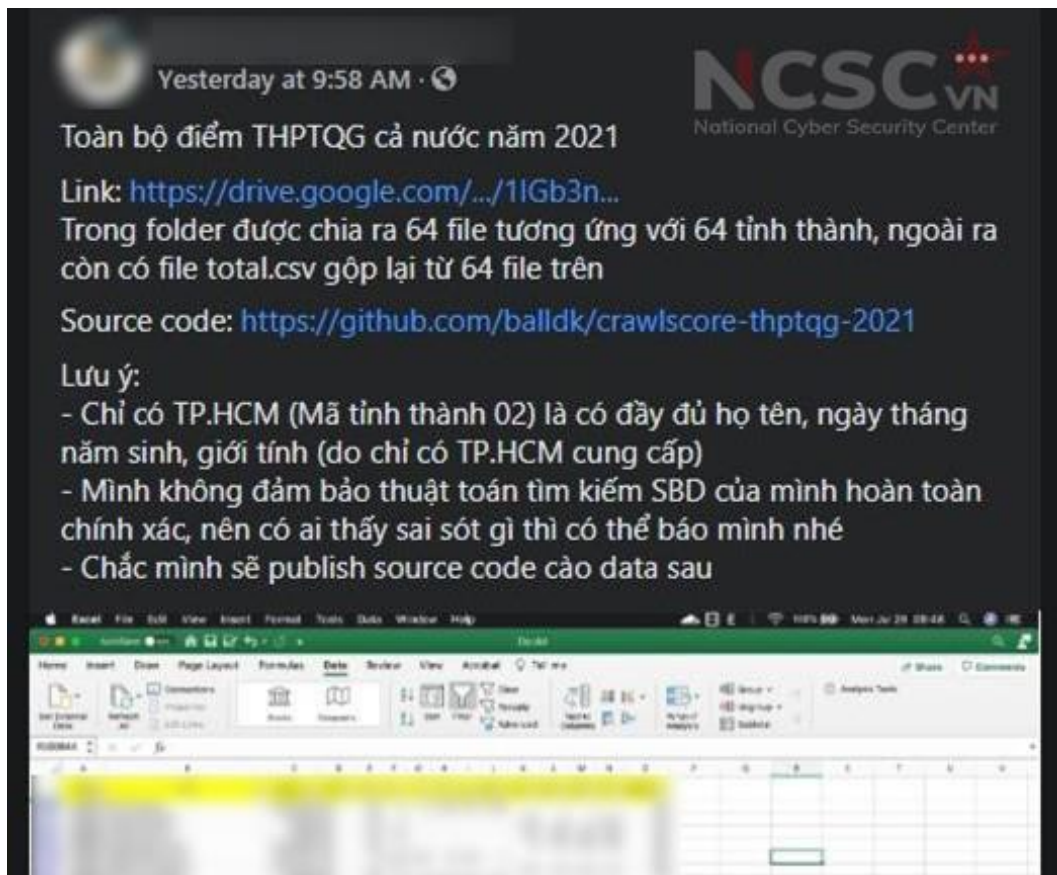 NCSC VN
National Cyber Security Center
Yesterday at 9:58 AM ·
Toàn bộ điểm THPTQG cả nước năm 2021
Link: https://drive.google.com/.../1lGb3n...
Trong folder được chia ra 64 file tương ứng với 64 tỉnh thành, ngoài ra
còn có file total.csv gộp lại từ 64 file trên
Source code: https://github.com/balldk/crawlscore-thptqg-2021
Lưu ý:
- Chỉ có TP.HCM (Mã tỉnh thành 02) là có đầy đủ họ tên, ngày tháng
năm sinh, giới tính (do chỉ có TP.HCM cung cấp)
- Mình không đảm bảo thuật toán tìm kiếm SBD của mình hoàn toàn
chính xác, nên có ai thấy sai sót gì thì có thể báo mình nhé
- Chắc mình sẽ publish source code cào data sau
Excel File Edit View Insert Format Tools Data Window Help
Home Insert Draw Page Layout Formulas Data Review View Acrobat Tell me
Share Comments